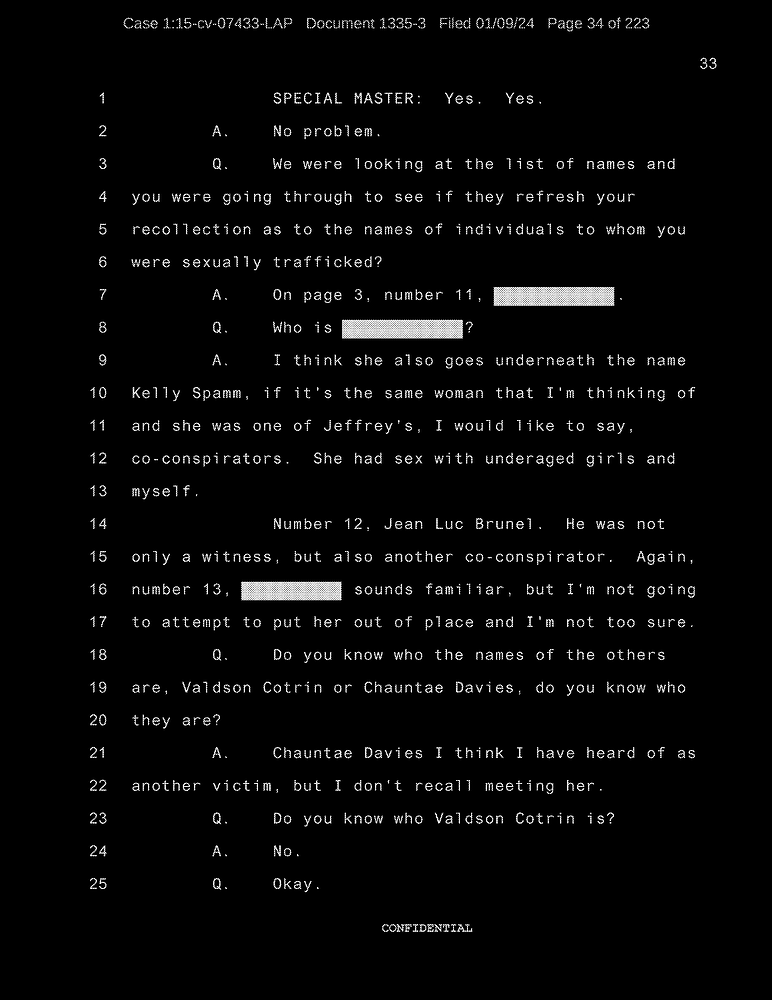 Case 1:15-cv-07433-LAP Document 1335-3 Filed 01/09/24 Page 34 of 223
33
1 SPECIAL MASTER: Yes. Yes.
2 A. No problem.
3 Q. We were looking at the list of names and
4 you were going through to see if they refresh your
5 recollection as to the names of individuals to whom you
6 were sexually trafficked?
7 A. On page 3, number 11, .
8 Q. Who is ?
9 A. I think she also goes underneath the name
10 Kelly Spamm, if it's the same woman that I'm thinking of
11 and she was one of Jeffrey's, I would like to say,
12 co-conspirators. She had sex with underaged girls and
13 myself.
14 Number 12, Jean Luc Brunel. He was not
15 only a witness, but also another co-conspirator. Again,
16 number 13, sounds familiar, but I'm not going
17 to attempt to put her out of place and I'm not too sure.
18 Q. Do you know who the names of the others
19 are, Valdson Cotrin or Chauntae Davies, do you know who
20 they are?
21 A. Chauntae Davies I think I have heard of as
22 another victim, but I don't recall meeting her.
23 Q. Do you know who Valdson Cotrin is?
24 A. No.
25 Q. Okay.
CONFIDENTIAL